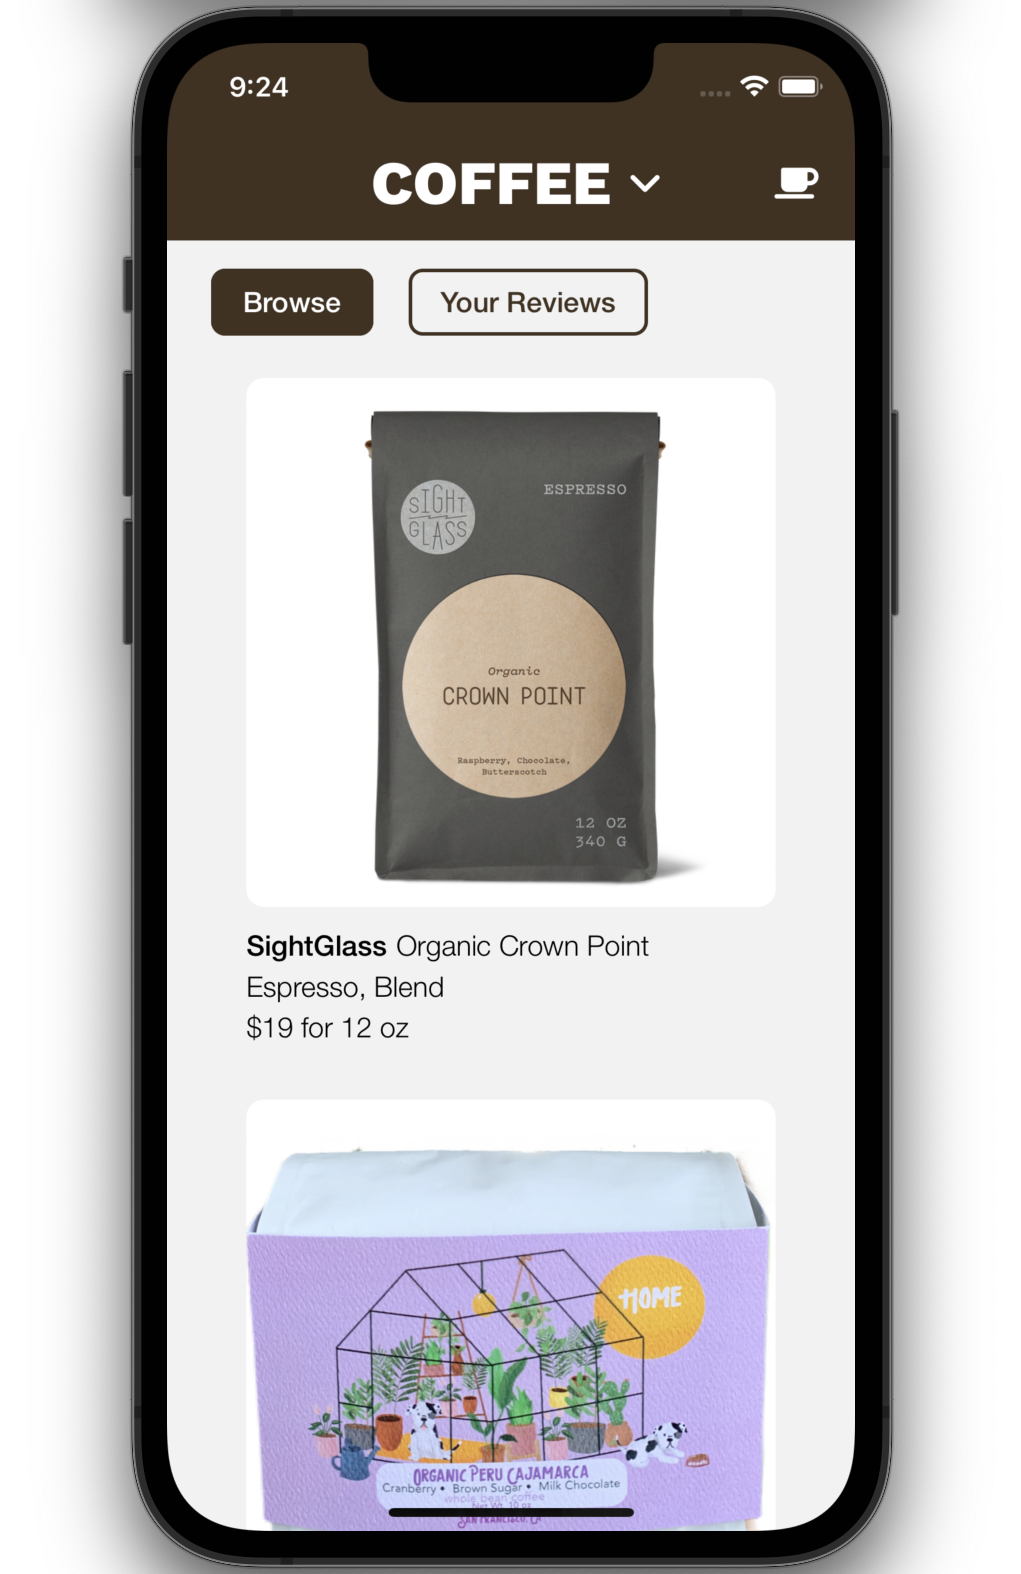 9:24
COFFEE
Browse
Your Reviews
SIGHT
GLASS
ESPRESSO
Organic
CROWN POINT
Raspberry, Chocolate,
Butterscotch
12 OZ
340 G
SightGlass Organic Crown Point
Espresso, Blend
$19 for 12 oz
HOME
ORGANIC PERU CAJAMARCA
Cranberry • Brown Sugar • Milk Chocolate
whole bean coffee
Net Wt. 10 oz
SAN FRANCISCO, CA